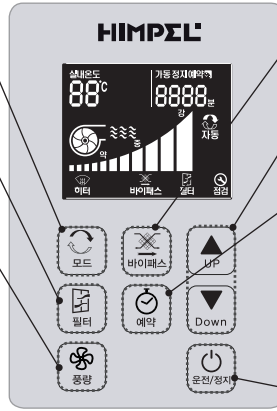 HIMPEL
실내온도 가동정지예약
88℃ 8888분
강
자동
중
약
히터 바이패스 필터 점검
모드 바이패스 UP
필터 예약 Down
풍량 운전/정지